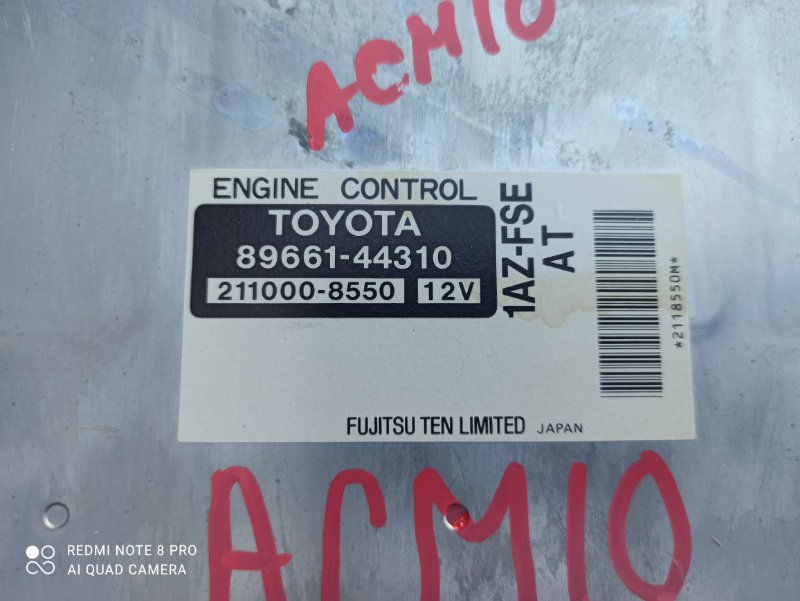 ACM10
ENGINE CONTROL
TOYOTA
89661-44310
211000-8550 12V
1AZ-FSE
AT
*2118550M*
FUJITSU TEN LIMITED JAPAN
ACM10
REDMI NOTE 8 PRO
AI QUAD CAMERA